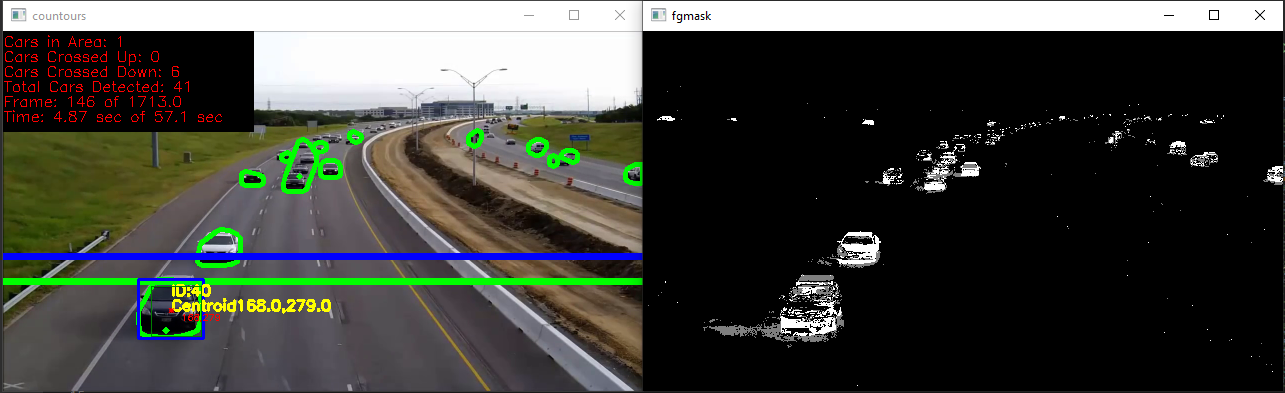 countours
fgmask
Cars in Area: 1
Cars Crossed Up: 0
Cars Crossed Down: 6
Total Cars Detected: 41
Frame: 146 of 1713.0
Time: 4.87 sec of 57.1 sec
ID:40
Centroid168.0,279.0